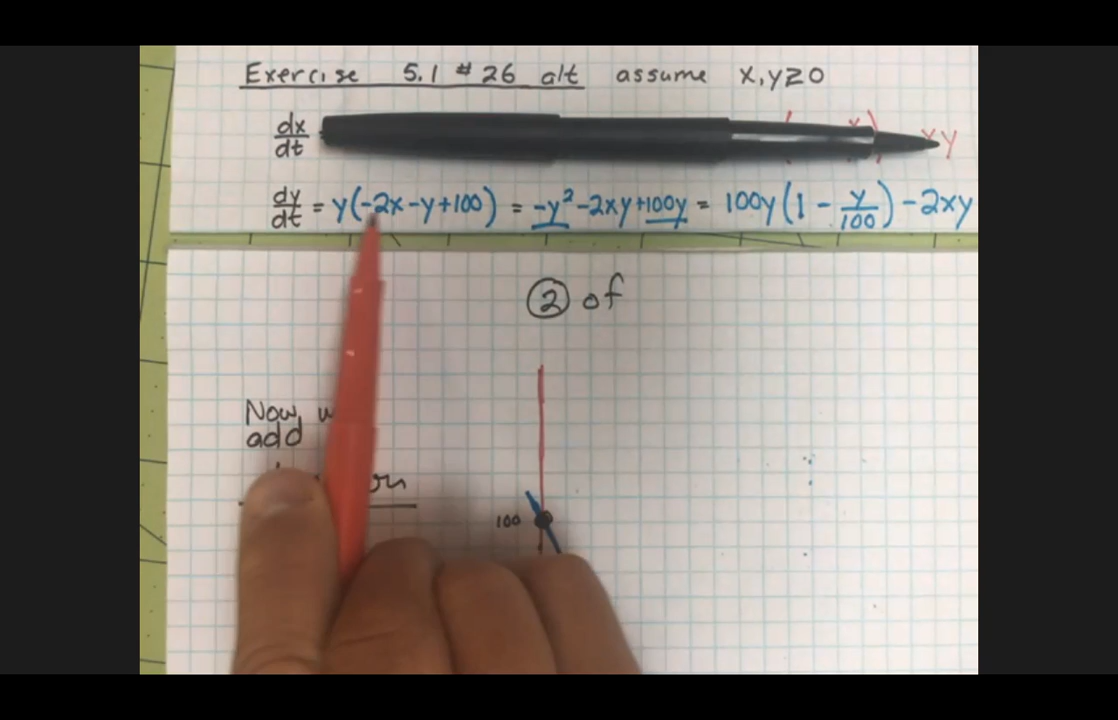 Exercise 5.1 #26 alt assume x,y≥0
dx/dt xy
dy/dt = y(-2x-y+100) = -y²-2xy+100y = 100y(1 - y/100) - 2xy
② of
Now
add
100